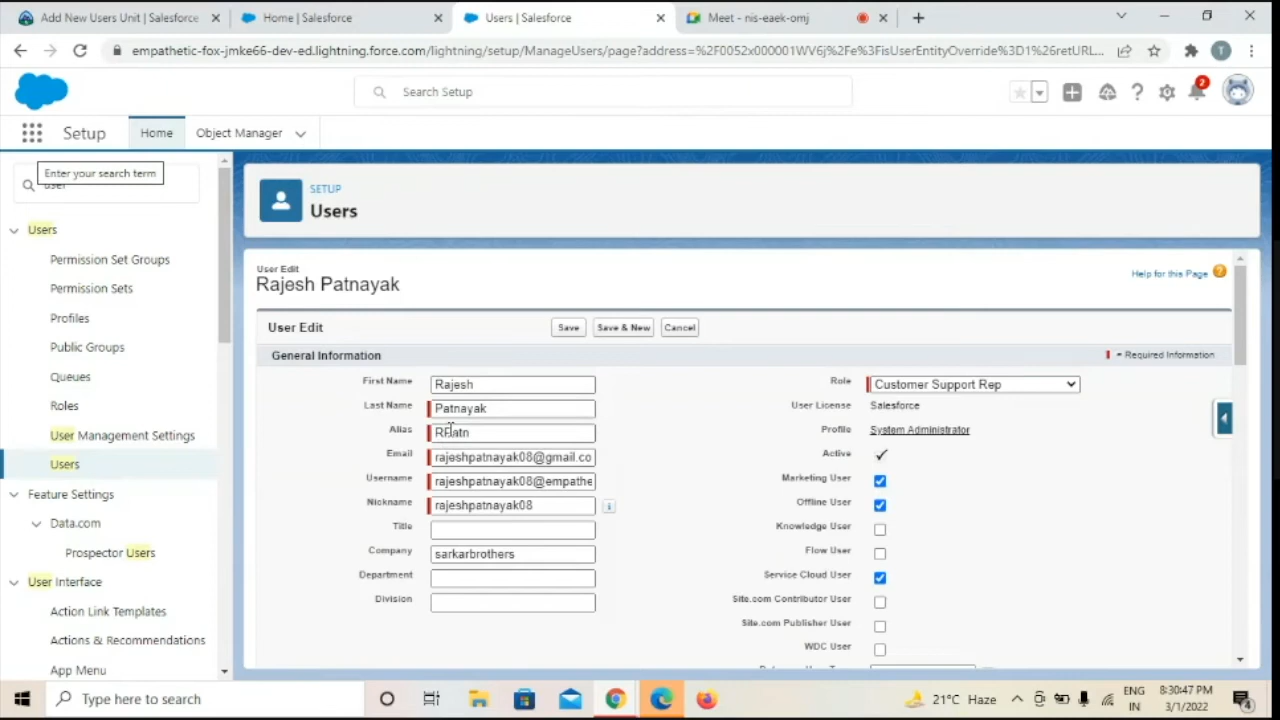 Add New Users Unit | Salesforce
Home | Salesforce
Users | Salesforce
Meet - nis-eaek-omj
empathetic-fox-jmke66-dev-ed.lightning.force.com/lightning/setup/ManageUsers/page?address=%2F0052x000001WV6j%2Fe%3FisUserEntityOverride%3D1%26retURL...
T
Search Setup
2
Setup
Home
Object Manager
Enter your search term
user
SETUP
Users
Users
Permission Set Groups
Permission Sets
Profiles
Public Groups
Queues
Roles
User Management Settings
Users
Feature Settings
Data.com
Prospector Users
User Interface
Action Link Templates
Actions & Recommendations
App Menu
User Edit
Rajesh Patnayak
Help for this Page
User Edit
Save
Save & New
Cancel
General Information
= Required Information
First Name Rajesh
Last Name Patnayak
Alias RPatn
Email rajeshpatnayak08@gmail.co
Username rajeshpatnayak08@empathe
Nickname rajeshpatnayak08
Title
Company sarkarbrothers
Department
Division
Role Customer Support Rep
User License Salesforce
Profile System Administrator
Active
Marketing User
Offline User
Knowledge User
Flow User
Service Cloud User
Site.com Contributor User
Site.com Publisher User
WDC User
Type here to search
21°C Haze
ENG
IN
8:30:47 PM
3/1/2022
4